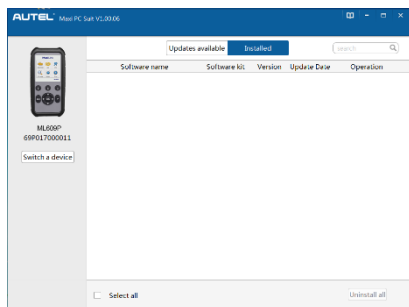 AUTEL Maxi PC Suit V1.00.06
Updates available Installed search
Software name Software kit Version Update Date Operation
ML609P
69P017000011
Switch a device
Select all Uninstall all